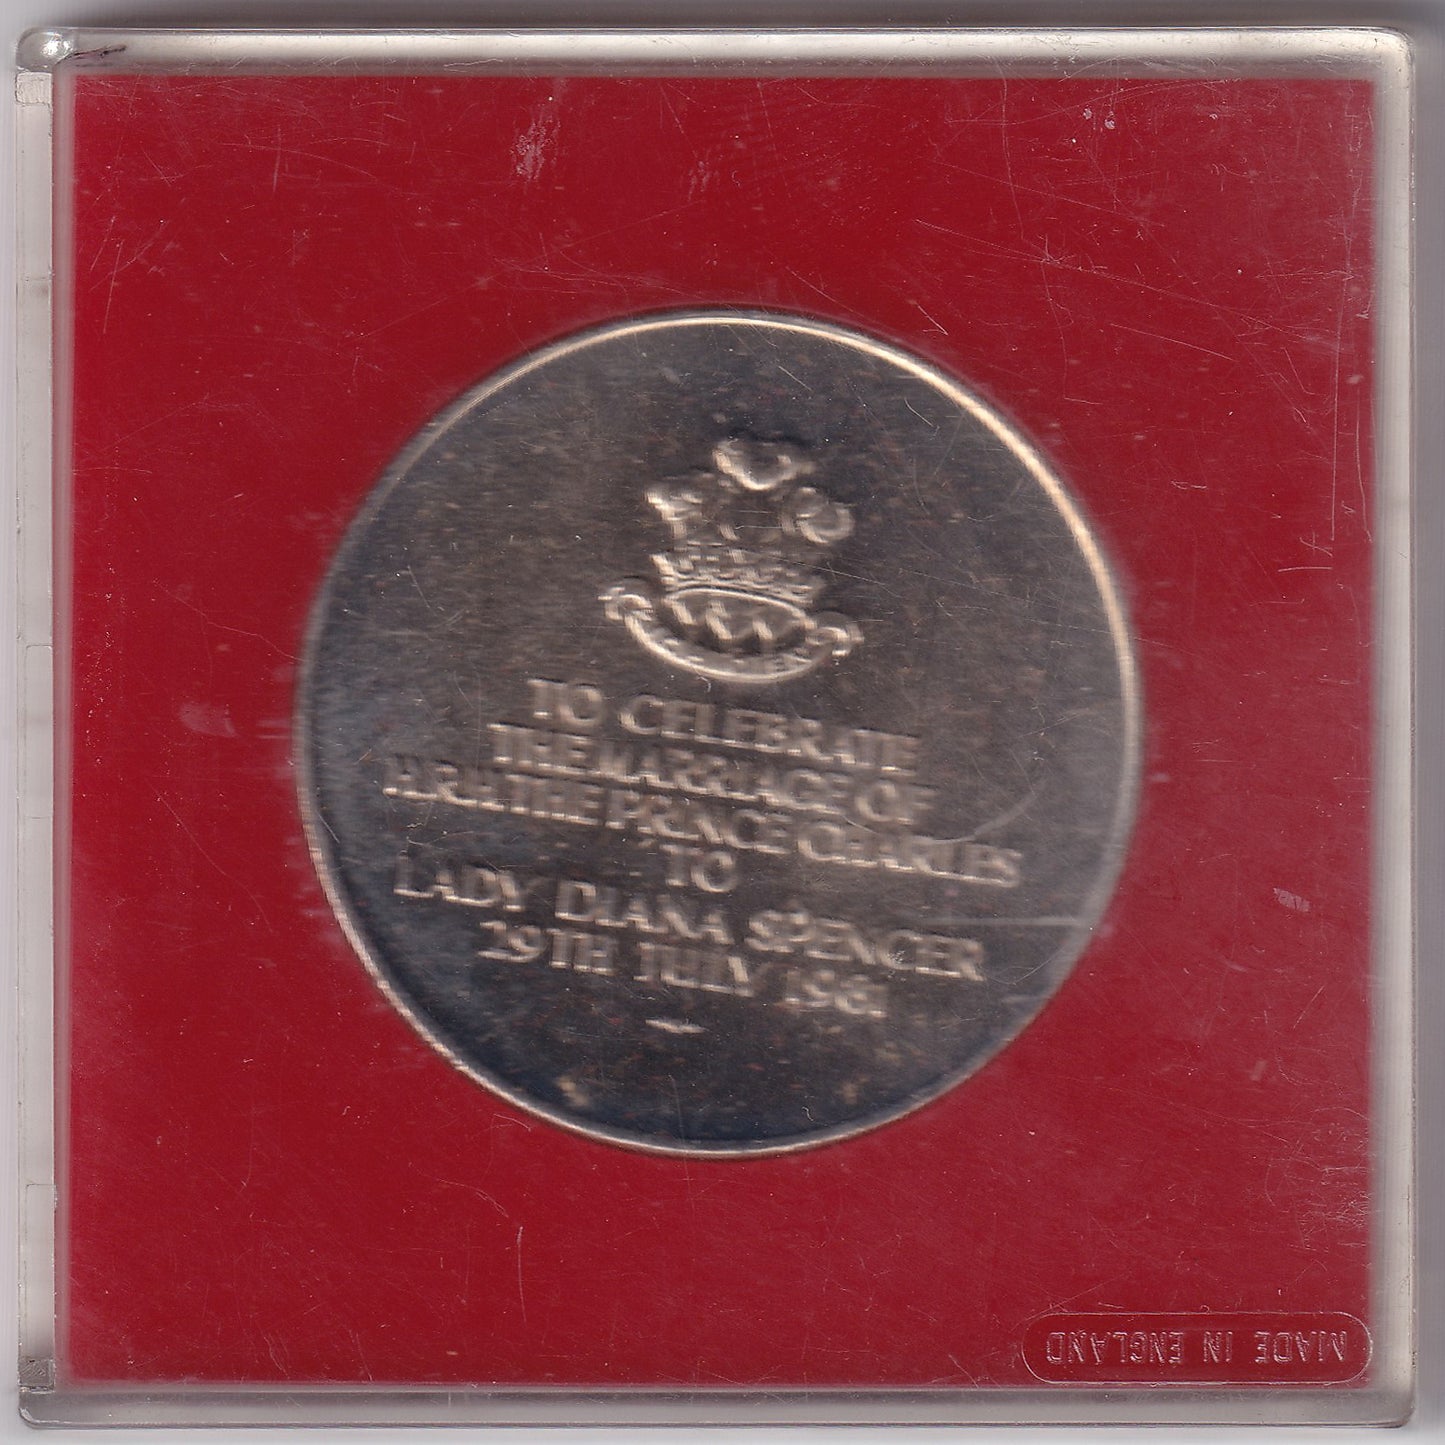 TO CELEBRATE
THE MARRIAGE OF
H.R.H. THE PRINCE CHARLES
TO
LADY DIANA SPENCER
29TH JULY 1981
MADE IN ENGLAND